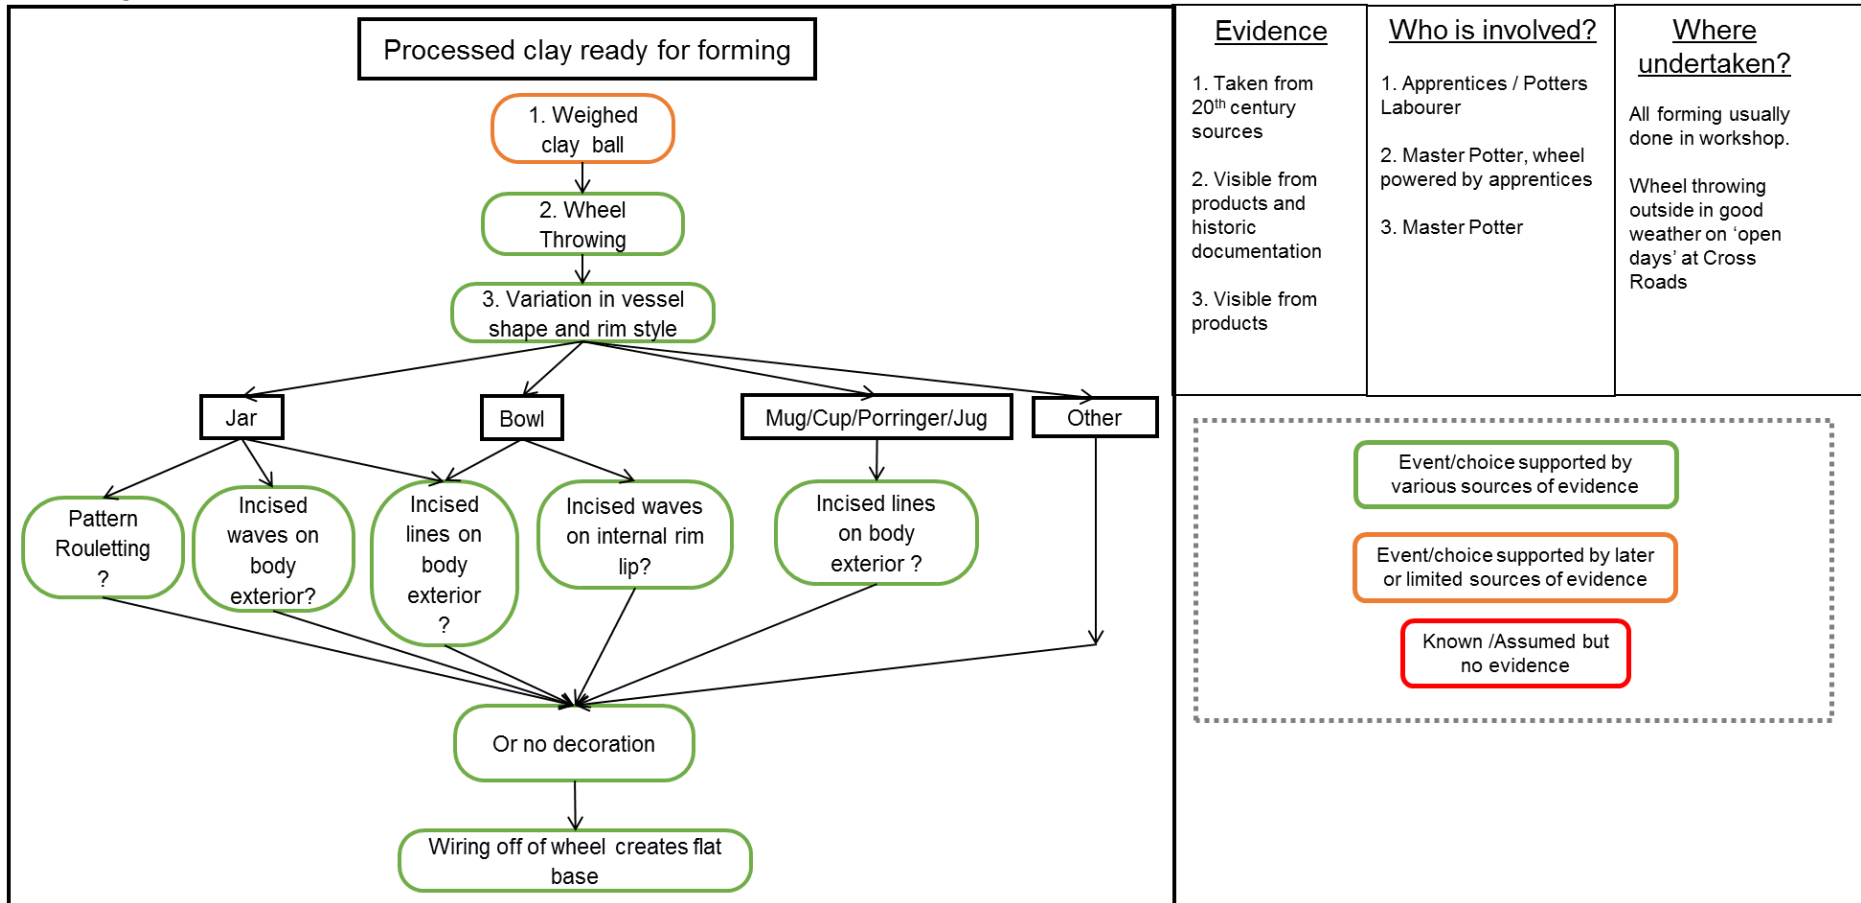 Processed clay ready for forming
1. Weighed
clay ball
2. Wheel
Throwing
3. Variation in vessel
shape and rim style
Jar
Bowl
Mug/Cup/Porringer/Jug
Other
Pattern
Rouletting
?
Incised
waves on
body
exterior?
Incised
lines on
body
exterior
?
Incised waves
on internal rim
lip?
Incised lines
on body
exterior ?
Or no decoration
Wiring off of wheel creates flat
base
Evidence
1. Taken from
20th century
sources
2. Visible from
products and
historic
documentation
3. Visible from
products
Who is involved?
1. Apprentices / Potters
Labourer
2. Master Potter, wheel
powered by apprentices
3. Master Potter
Where
undertaken?
All forming usually
done in workshop.
Wheel throwing
outside in good
weather on ‘open
days’ at Cross
Roads
Event/choice supported by
various sources of evidence
Event/choice supported by later
or limited sources of evidence
Known /Assumed but
no evidence